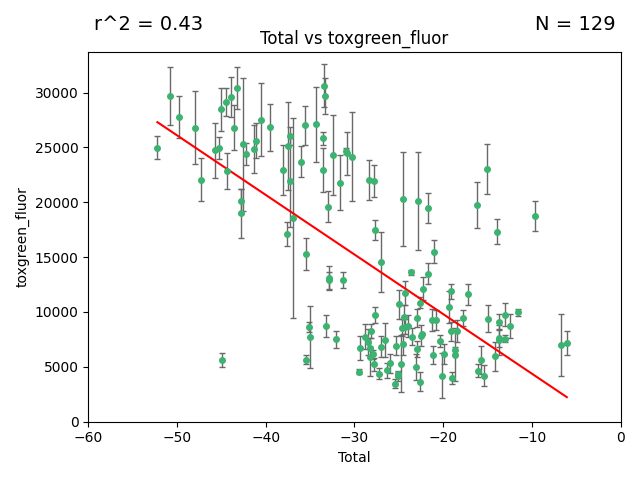 r^2 = 0.43
N = 129
Total vs toxgreen_fluor
toxgreen_fluor
30000
25000
20000
15000
10000
5000
0
−60
−50
−40
−30
−20
−10
0
Total